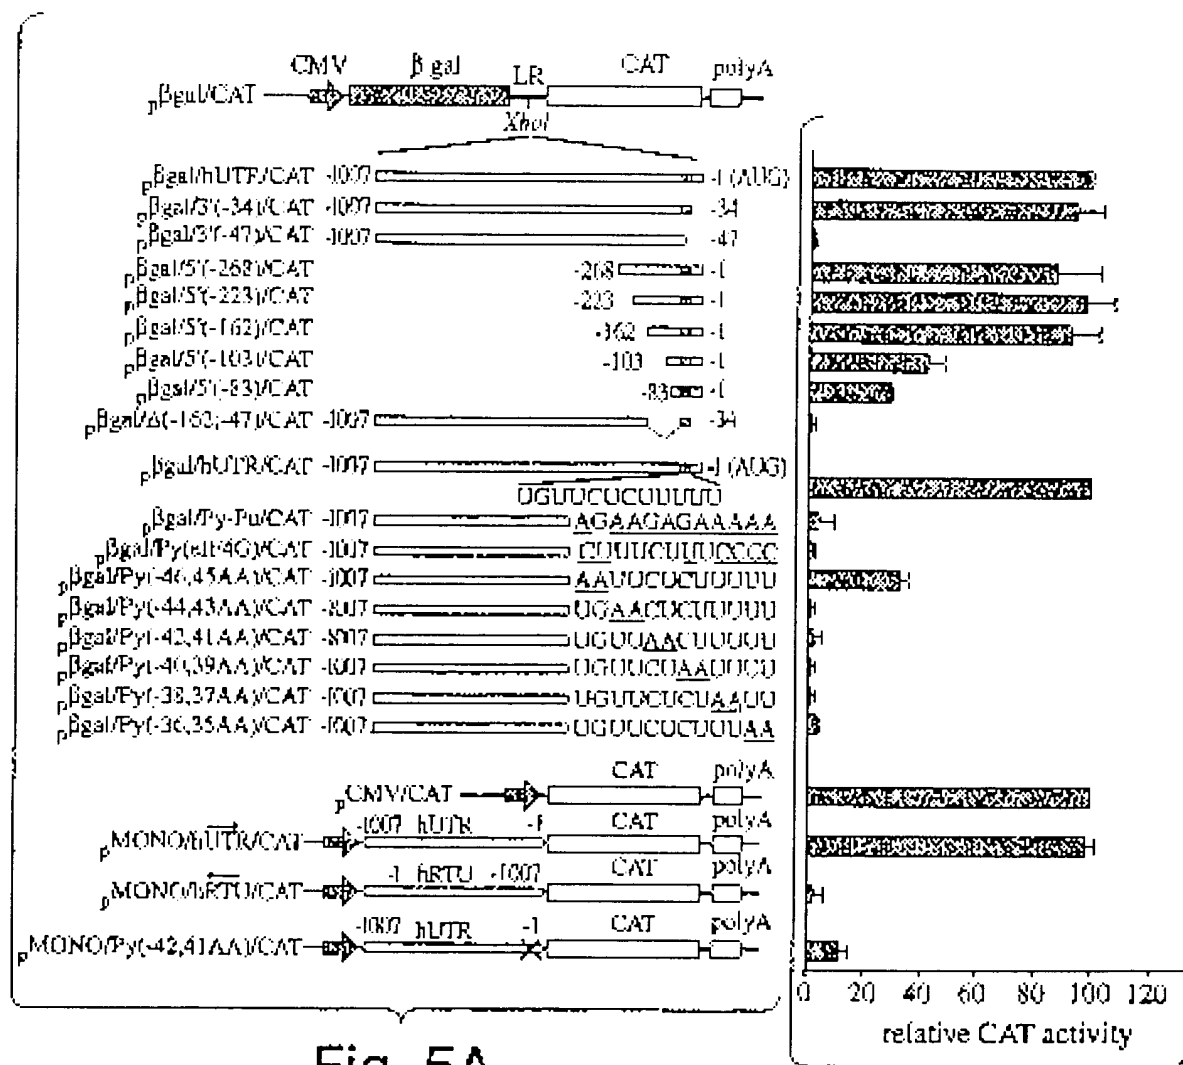 CMV β gal LR CAT polyA
pβgal/CAT
XhoI
pβgal/hUTR/CAT -1007 -1 (AUG)
pβgal/3'(-34)/CAT -1007 -34
pβgal/3'(-47)/CAT -1007 -47
pβgal/5'(-268)/CAT -268 -1
pβgal/5'(-223)/CAT -223 -1
pβgal/5'(-162)/CAT -162 -1
pβgal/5'(-103)/CAT -103 -1
pβgal/5'(-83)/CAT -83 -1
pβgal/Δ(-162;-47)/CAT -1007 -34
pβgal/hUTR/CAT -1007 -1 (AUG)
UGUUCUCUUUUU
pβgal/Py-Pu/CAT -1007 AGAAGAGAAAAA
pβgal/Py(eIF4G)/CAT -1007 CUUUCUUUCCCC
pβgal/Py(-46,45AA)/CAT -1007 AAUUCUCUUUUU
pβgal/Py(-44,43AA)/CAT -1007 UGAACUCUUUUU
pβgal/Py(-42,41AA)/CAT -1007 UGUUAACUUUUU
pβgal/Py(-40,39AA)/CAT -1007 UGUUCUAAUUUU
pβgal/Py(-38,37AA)/CAT -1007 UGUUCUCUAAUU
pβgal/Py(-36,35AA)/CAT -1007 UGUUCUCUUUAA
CAT polyA
pCMV/CAT
-1007 hUTR -1 CAT polyA
pMONO/hUTR/CAT
-1 hRTU -1007 CAT polyA
pMONO/hRTU/CAT
-1007 hUTR -1 CAT polyA
pMONO/Py(-42,41AA)/CAT
0 20 40 60 80 100 120
relative CAT activity
Fig. 5A